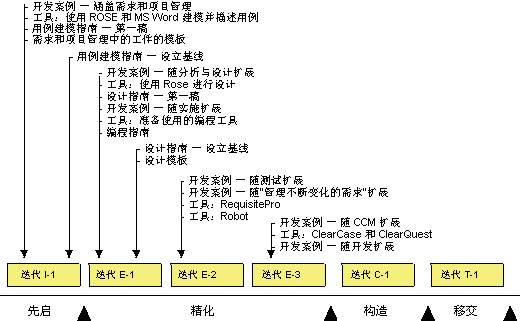 开发案例 — 涵盖需求和项目管理
工具：使用 ROSE 和 MS Word 建模并描述用例
用例建模指南 — 第一稿
需求和项目管理中的工作的模板
用例建模指南 — 设立基线
开发案例 — 随分析与设计扩展
工具：使用 Rose 进行设计
设计指南 — 第一稿
开发案例 — 随实施扩展
工具：准备使用的编程工具
编程指南
设计指南 — 设立基线
设计模板
开发案例 — 随测试扩展
开发案例 — 随“管理不断变化的需求”扩展
工具：RequisitePro
工具：Robot
开发案例 — 随 CCM 扩展
工具：ClearCase 和 ClearQuest
开发案例 — 随开发扩展
迭代 I-1 迭代 E-1 迭代 E-2 迭代 E-3 迭代 C-1 迭代 T-1
先启 精化 构造 移交